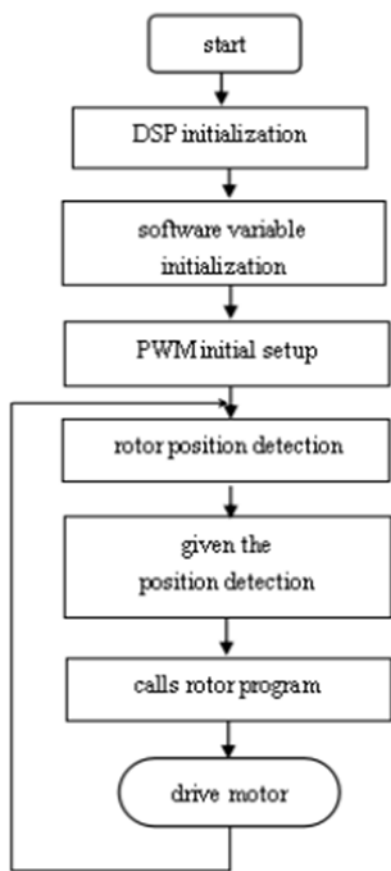 start
DSP initialization
software variable
initialization
PWM initial setup
rotor position detection
given the
position detection
calls rotor program
drive motor